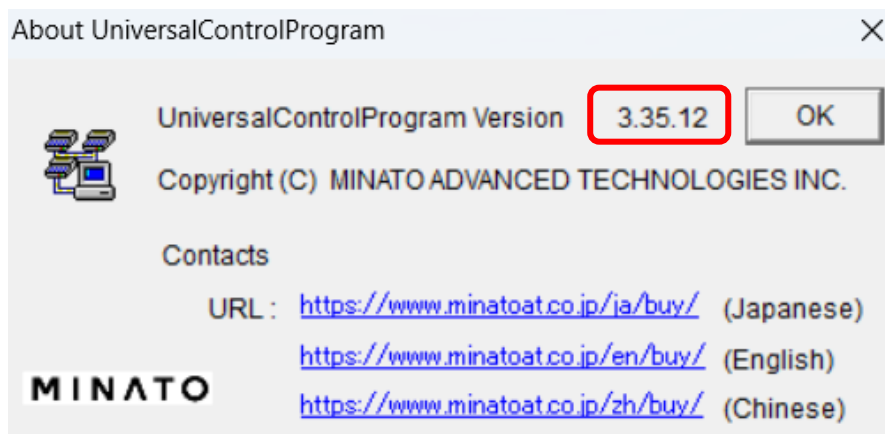 About UniversalControlProgram
UniversalControlProgram Version 3.35.12 OK
Copyright (C) MINATO ADVANCED TECHNOLOGIES INC.
Contacts
URL : https://www.minatoat.co.jp/ja/buy/ (Japanese)
https://www.minatoat.co.jp/en/buy/ (English)
MINATO
https://www.minatoat.co.jp/zh/buy/ (Chinese)